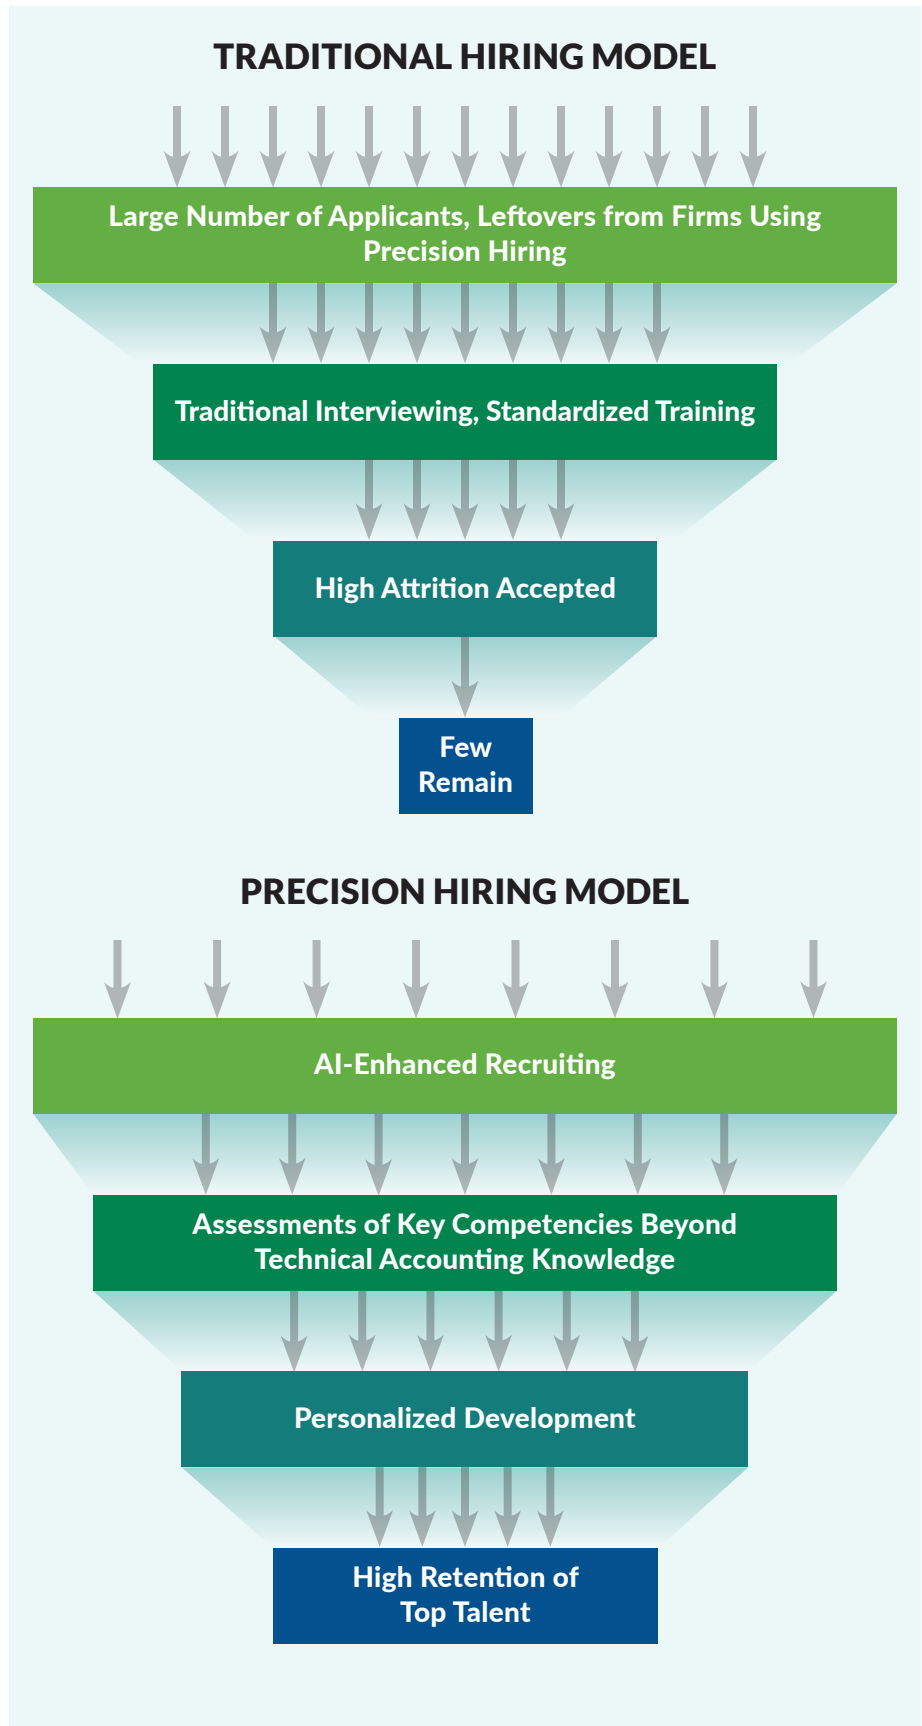 TRADITIONAL HIRING MODEL
Large Number of Applicants, Leftovers from Firms Using
Precision Hiring
Traditional Interviewing, Standardized Training
High Attrition Accepted
Few
Remain
PRECISION HIRING MODEL
AI-Enhanced Recruiting
Assessments of Key Competencies Beyond
Technical Accounting Knowledge
Personalized Development
High Retention of
Top Talent